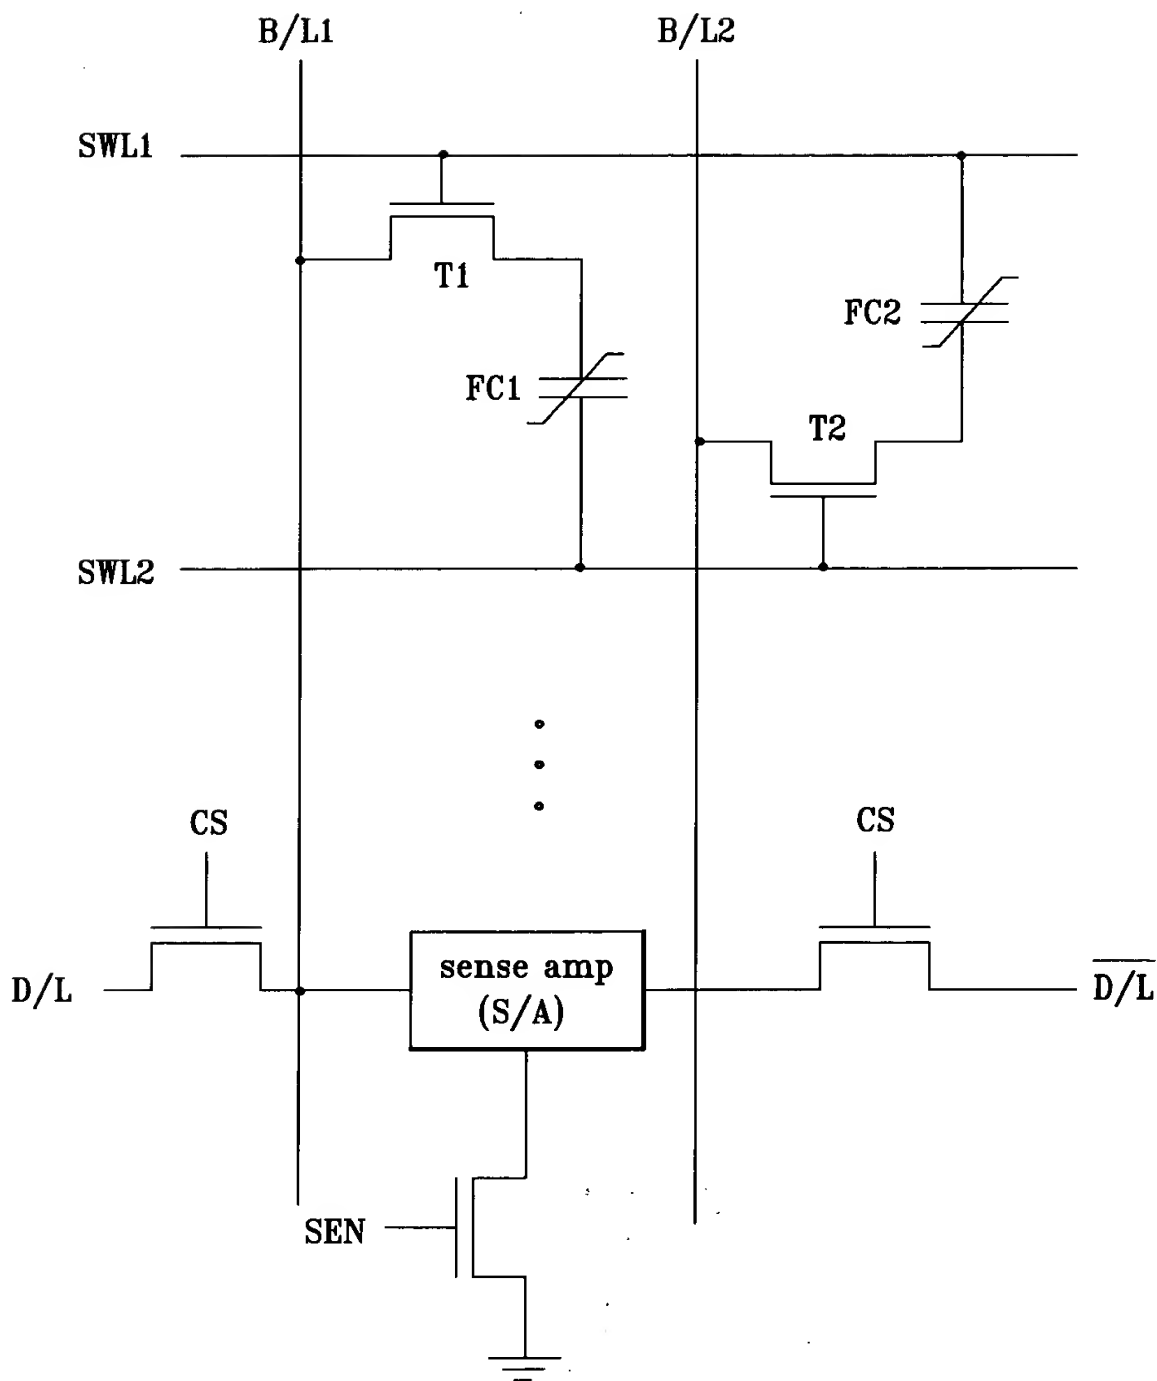 B/L1
B/L2
SWL1
T1
FC2
FC1
T2
SWL2
CS
CS
D/L
sense amp
(S/A)
D/L
SEN